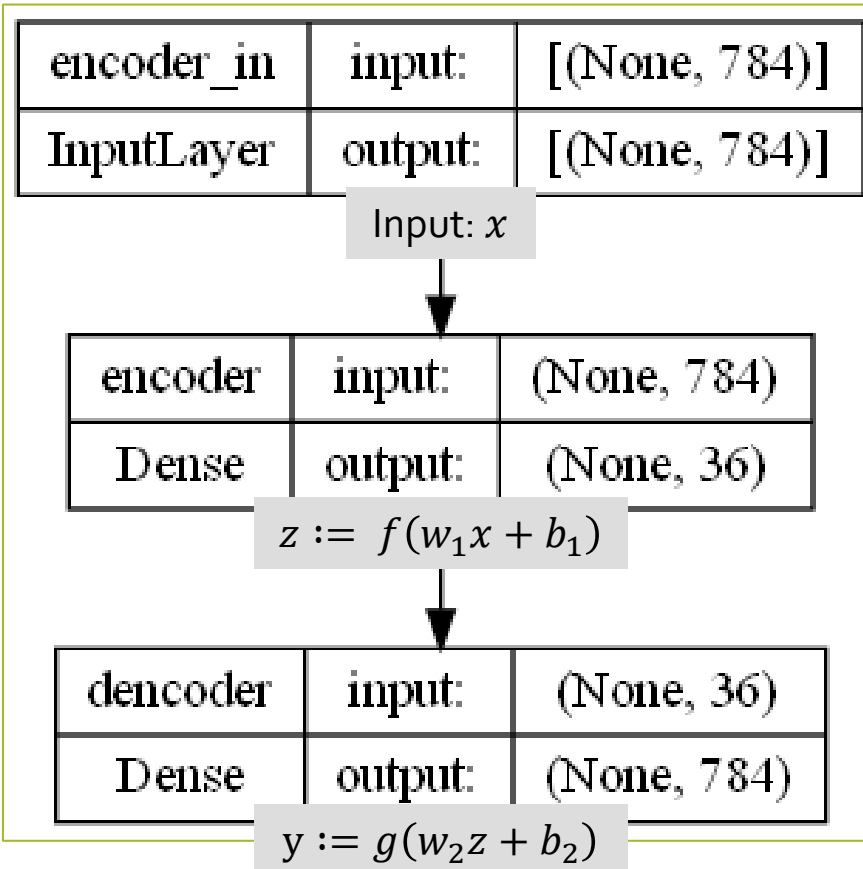 encoder_in input: [(None, 784)]
InputLayer output: [(None, 784)]
Input: x
encoder input: (None, 784)
Dense output: (None, 36)
z := f(w₁x + b₁)
dencoder input: (None, 36)
Dense output: (None, 784)
y := g(w₂z + b₂)